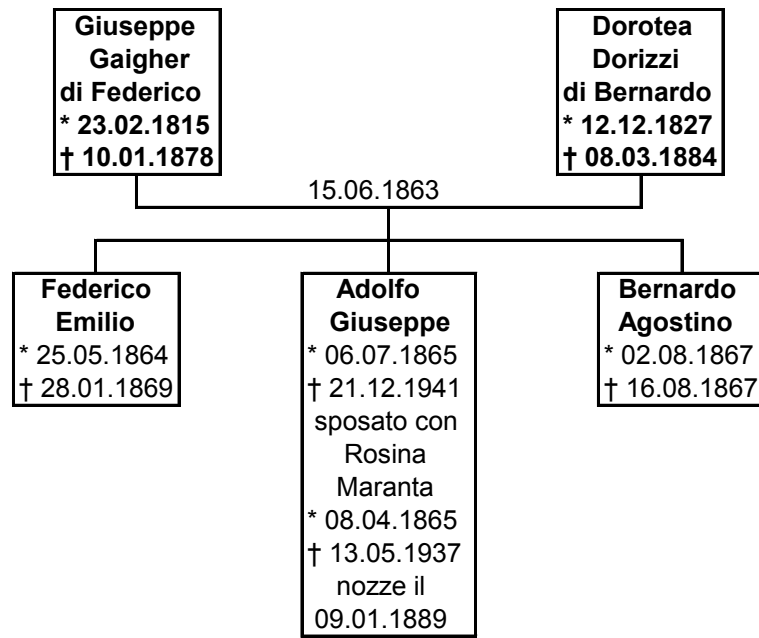 Giuseppe
Gaigher
di Federico
* 23.02.1815
† 10.01.1878
Dorotea
Dorizzi
di Bernardo
* 12.12.1827
† 08.03.1884
15.06.1863
Federico
Emilio
* 25.05.1864
† 28.01.1869
Adolfo
Giuseppe
* 06.07.1865
† 21.12.1941
sposato con
Rosina
Maranta
* 08.04.1865
† 13.05.1937
nozze il
09.01.1889
Bernardo
Agostino
* 02.08.1867
† 16.08.1867